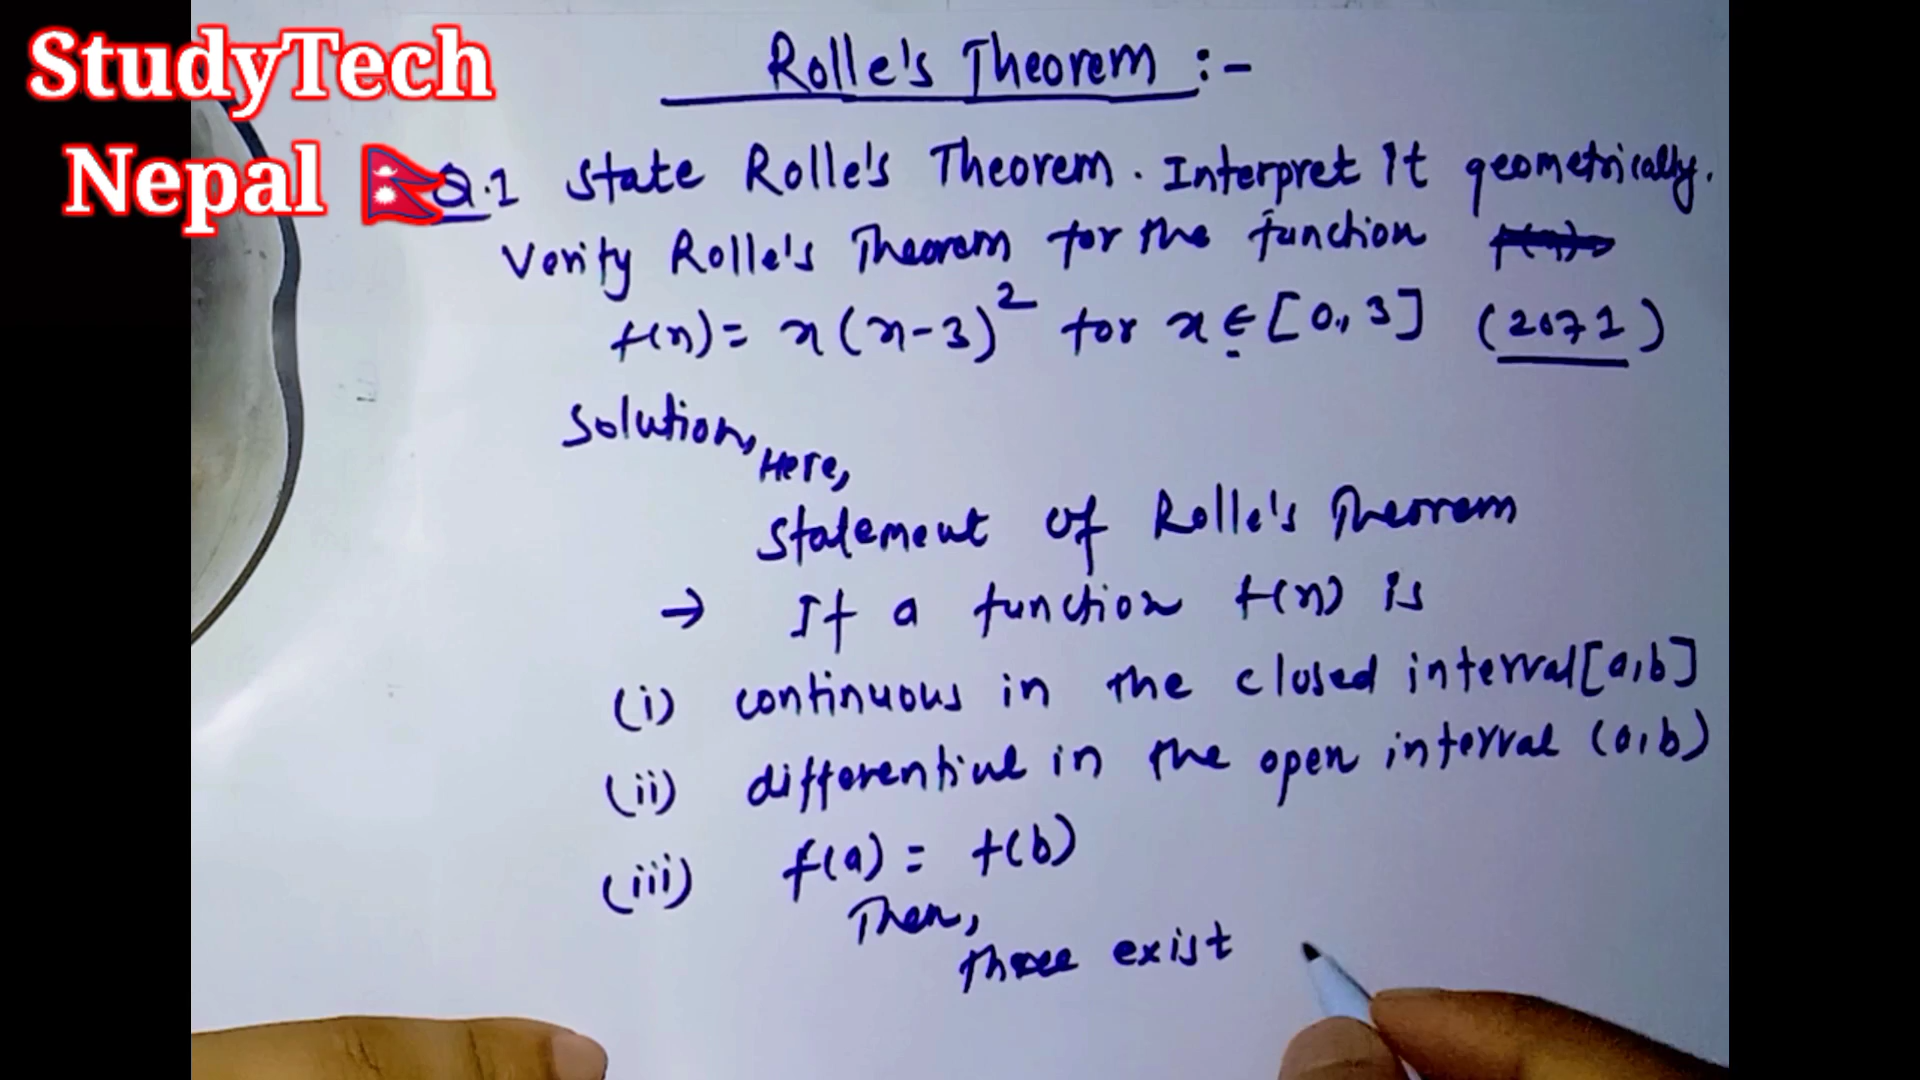 StudyTech
Nepal
Rolle's Theorem :-
Q.1 State Rolle's Theorem. Interpret It geometrically.
Verify Rolle's Theorem for the function
f(x) = x(x-3)² for x ∈ [0, 3] (2071)
Solution,
Here,
Statement of Rolle's Theorem
→ If a function f(x) is
(i) continuous in the closed interval [a,b]
(ii) in the open interval (a,b)
(iii) f(a) = f(b)
Then,
exist